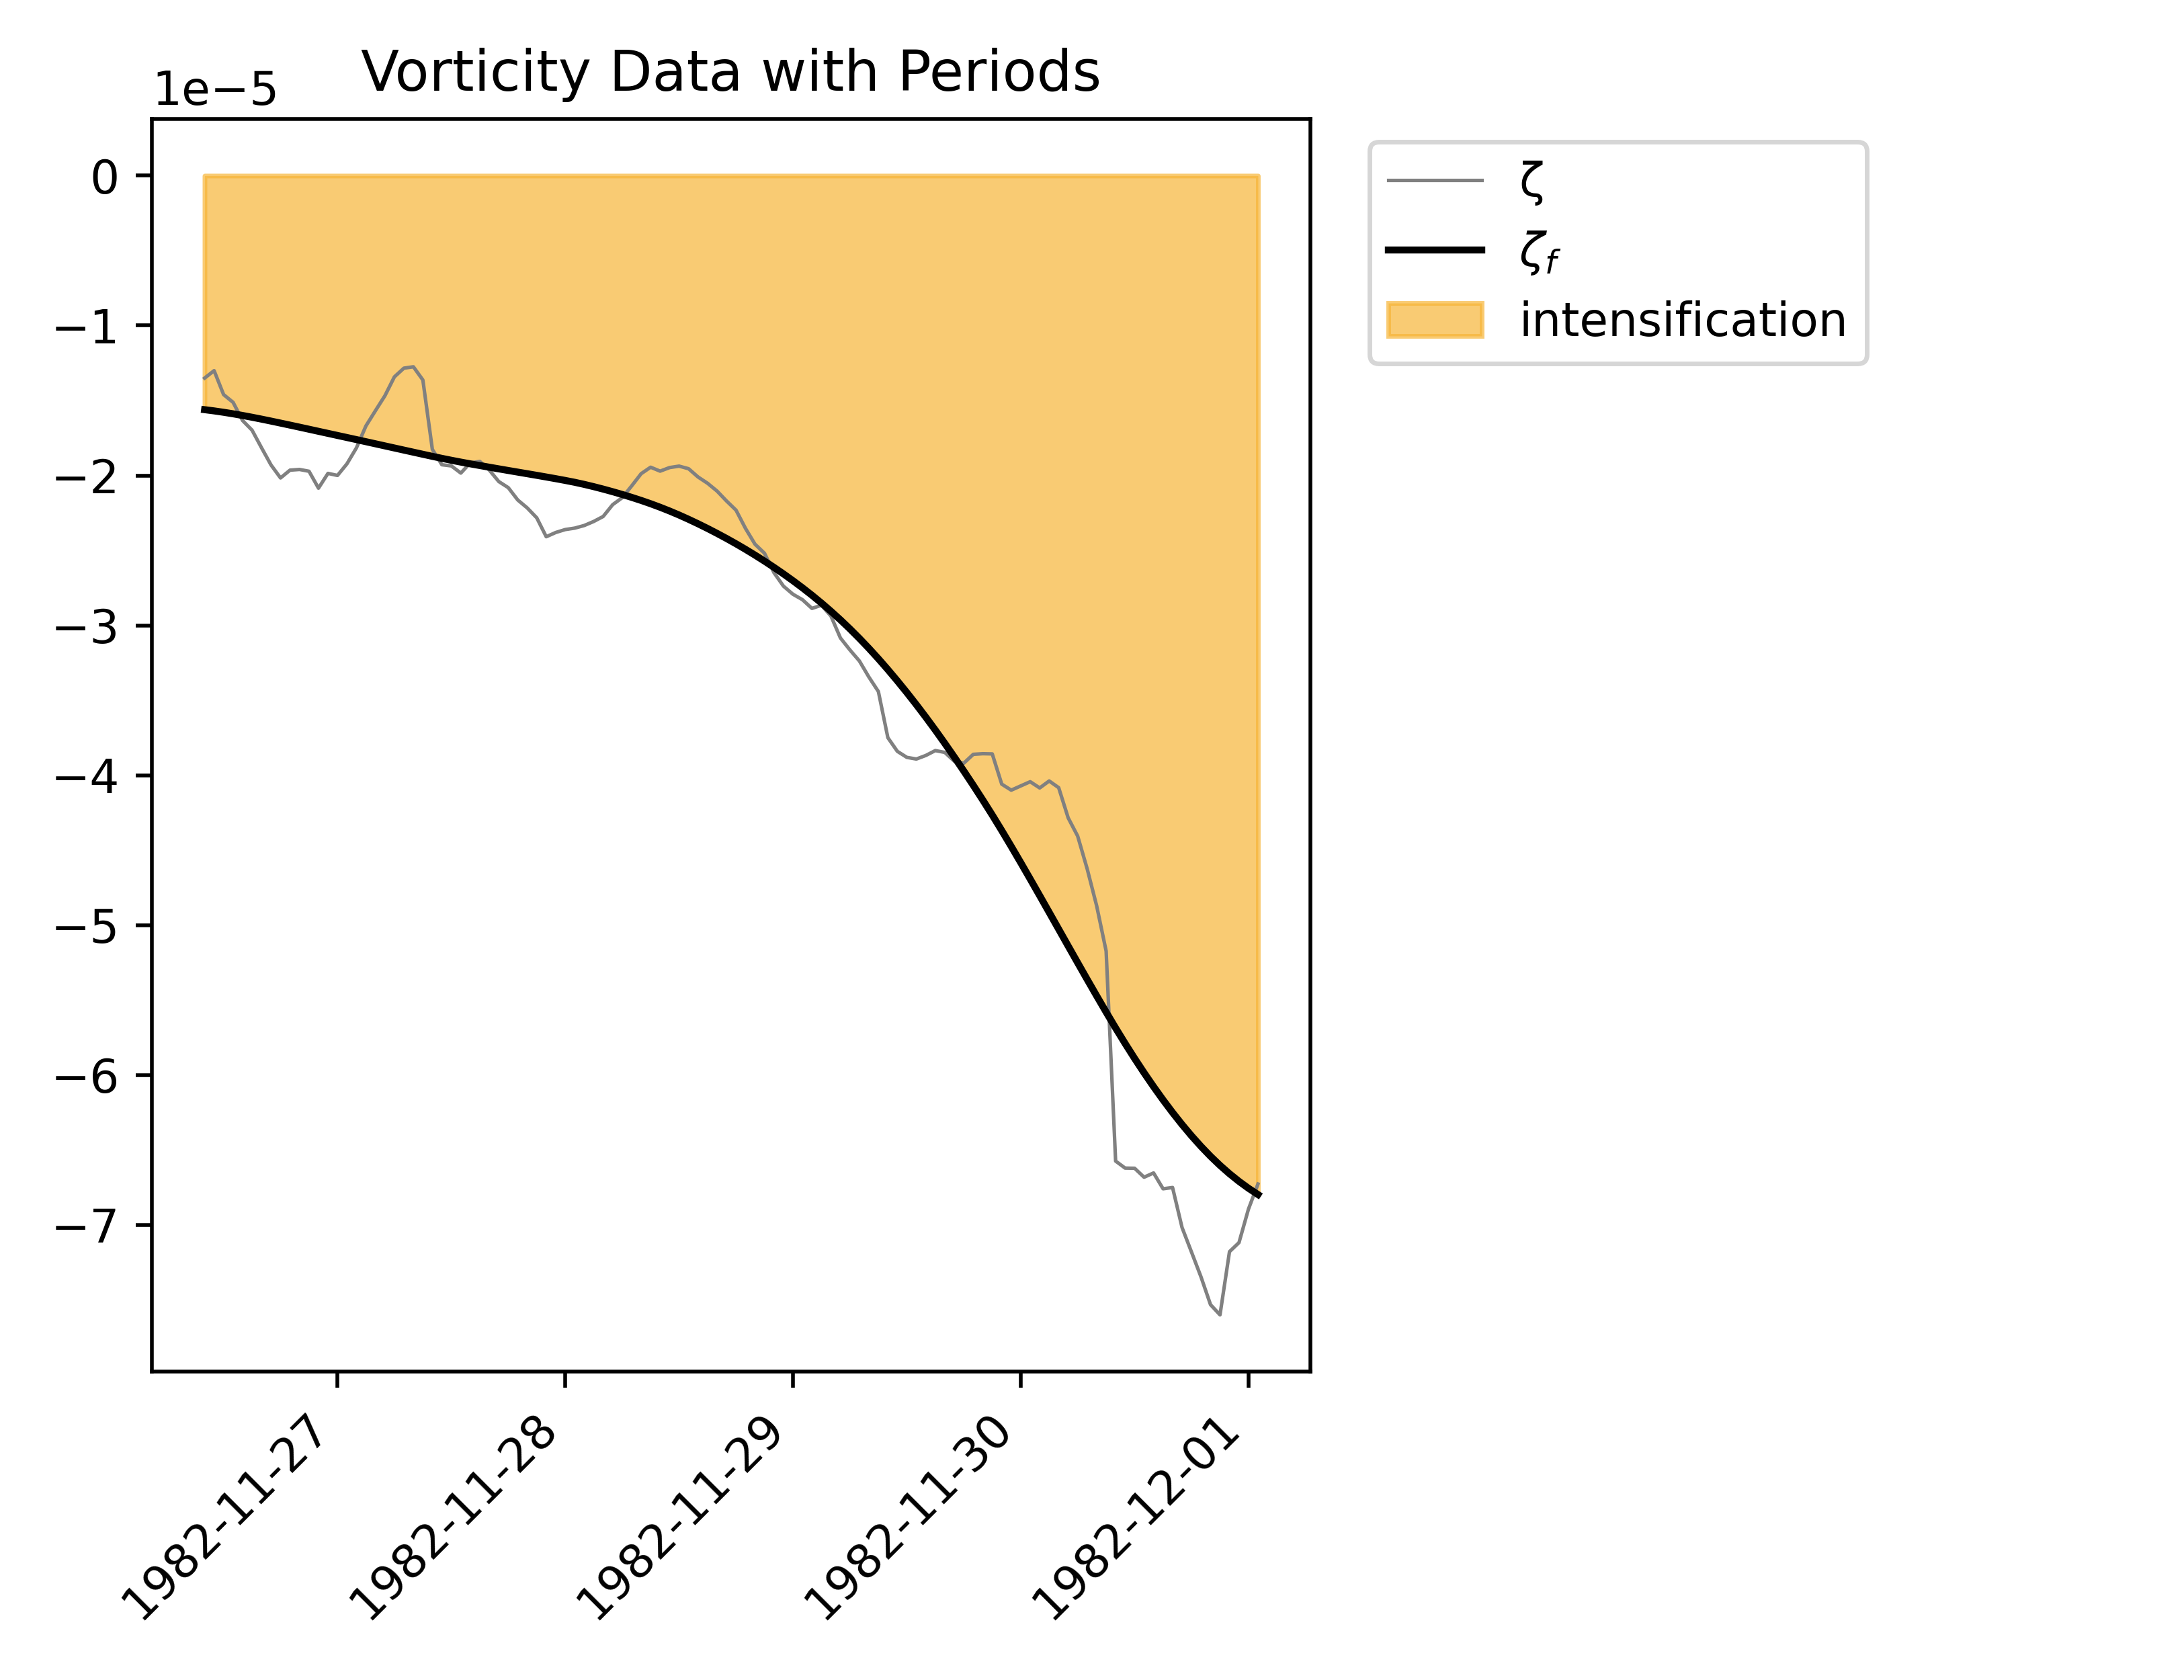 Vorticity Data with Periods
1e−5
0
−1
−2
−3
−4
−5
−6
−7
1982-11-27
1982-11-28
1982-11-29
1982-11-30
1982-12-01
ζ
ζf
intensification